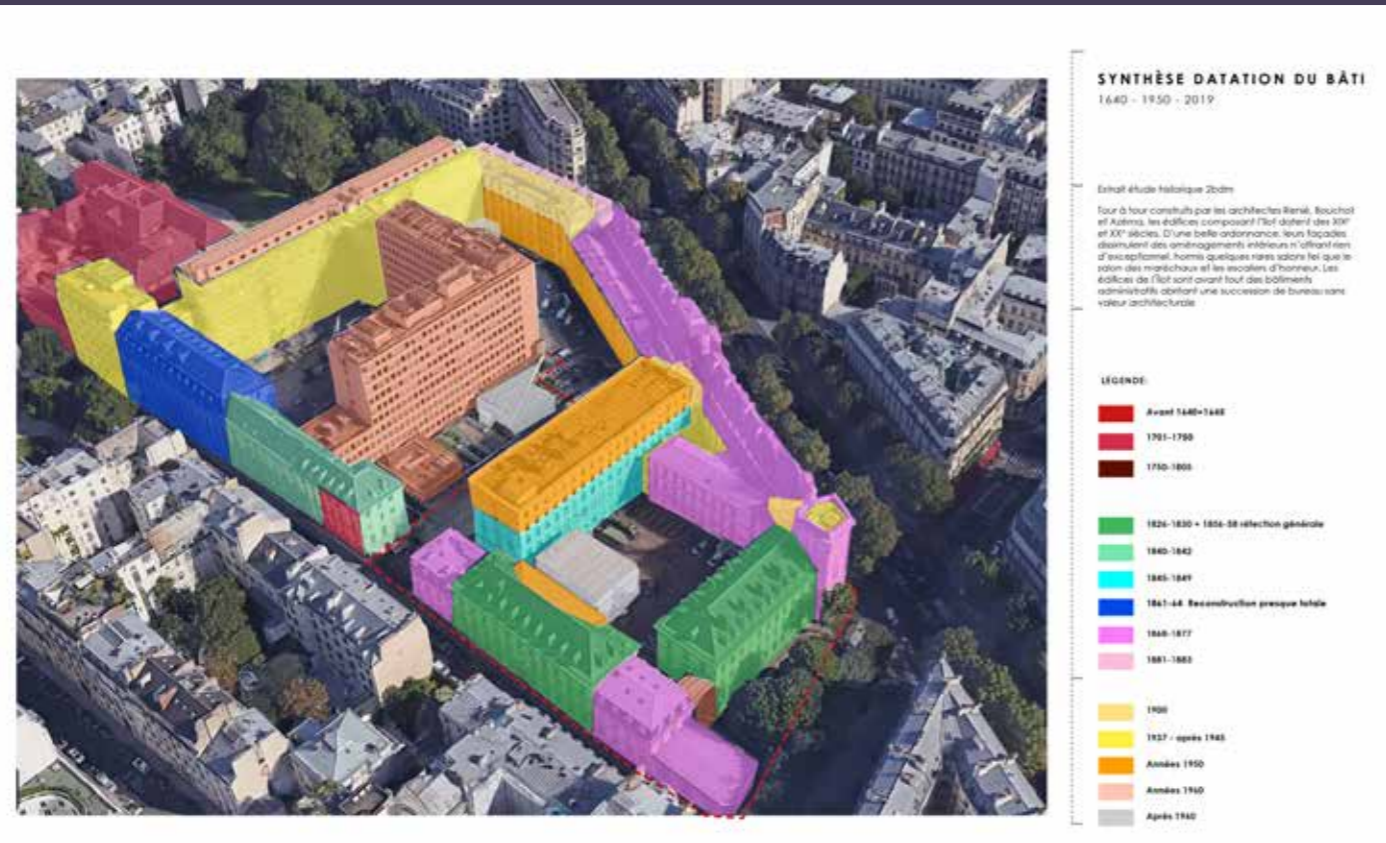 SYNTHÈSE DATATION DU BÂTI
1640 - 1950 - 2019
Extrait étude historique 2bdm
Tour à tour construits par les architectes Renié, Bouchot
et Azéma, les édifices composant l'îlot datent des XIX°
et XX° siècles. D'une belle ordonnance, leurs façades
dissimulent des aménagements intérieurs n'offrant rien
d'exceptionnel, hormis quelques rares salons tel que le
salon des maréchaux et les escaliers d'honneur. Les
édifices de l'îlot sont avant tout des bâtiments
administratifs abritant une succession de bureau sans
valeur architecturale
LÉGENDE:
Avant 1640-1668
1701-1750
1750-1805
1826-1830 + 1856-58 réfection générale
1840-1842
1845-1849
1861-64 Reconstruction presque totale
1868-1877
1881-1883
1900
1937 - après 1945
Années 1950
Années 1960
Après 1960